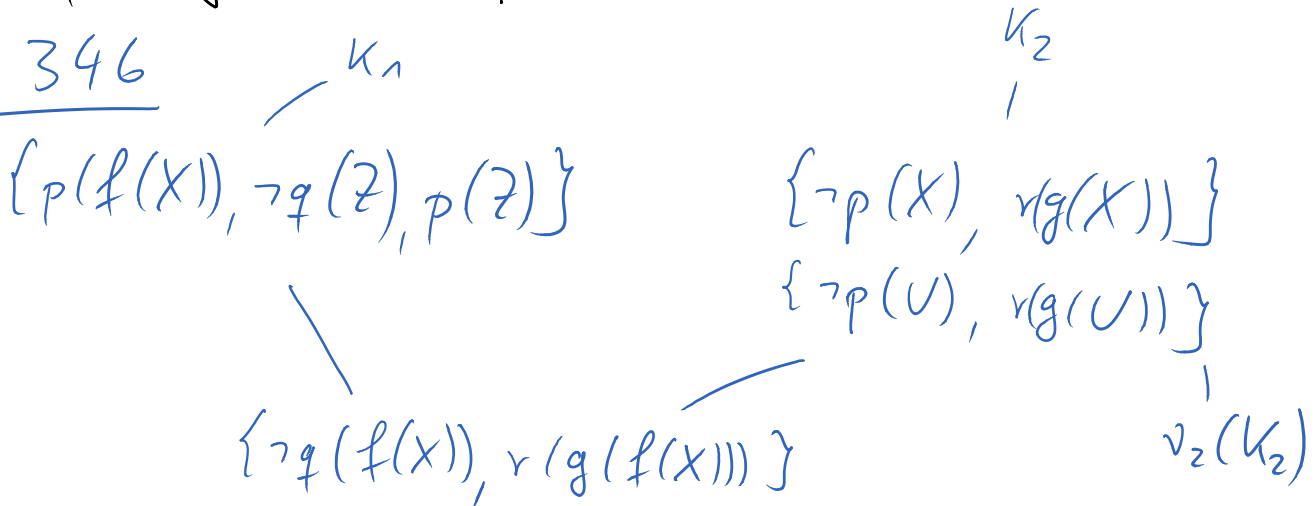 346
K₁
K₂
{p(f(X)), ¬q(Z), p(Z)}
{¬p(X), r(g(X))}
{¬p(U), r(g(U))}
{¬q(f(X)), r(g(f(X)))}
ν₂(K₂)